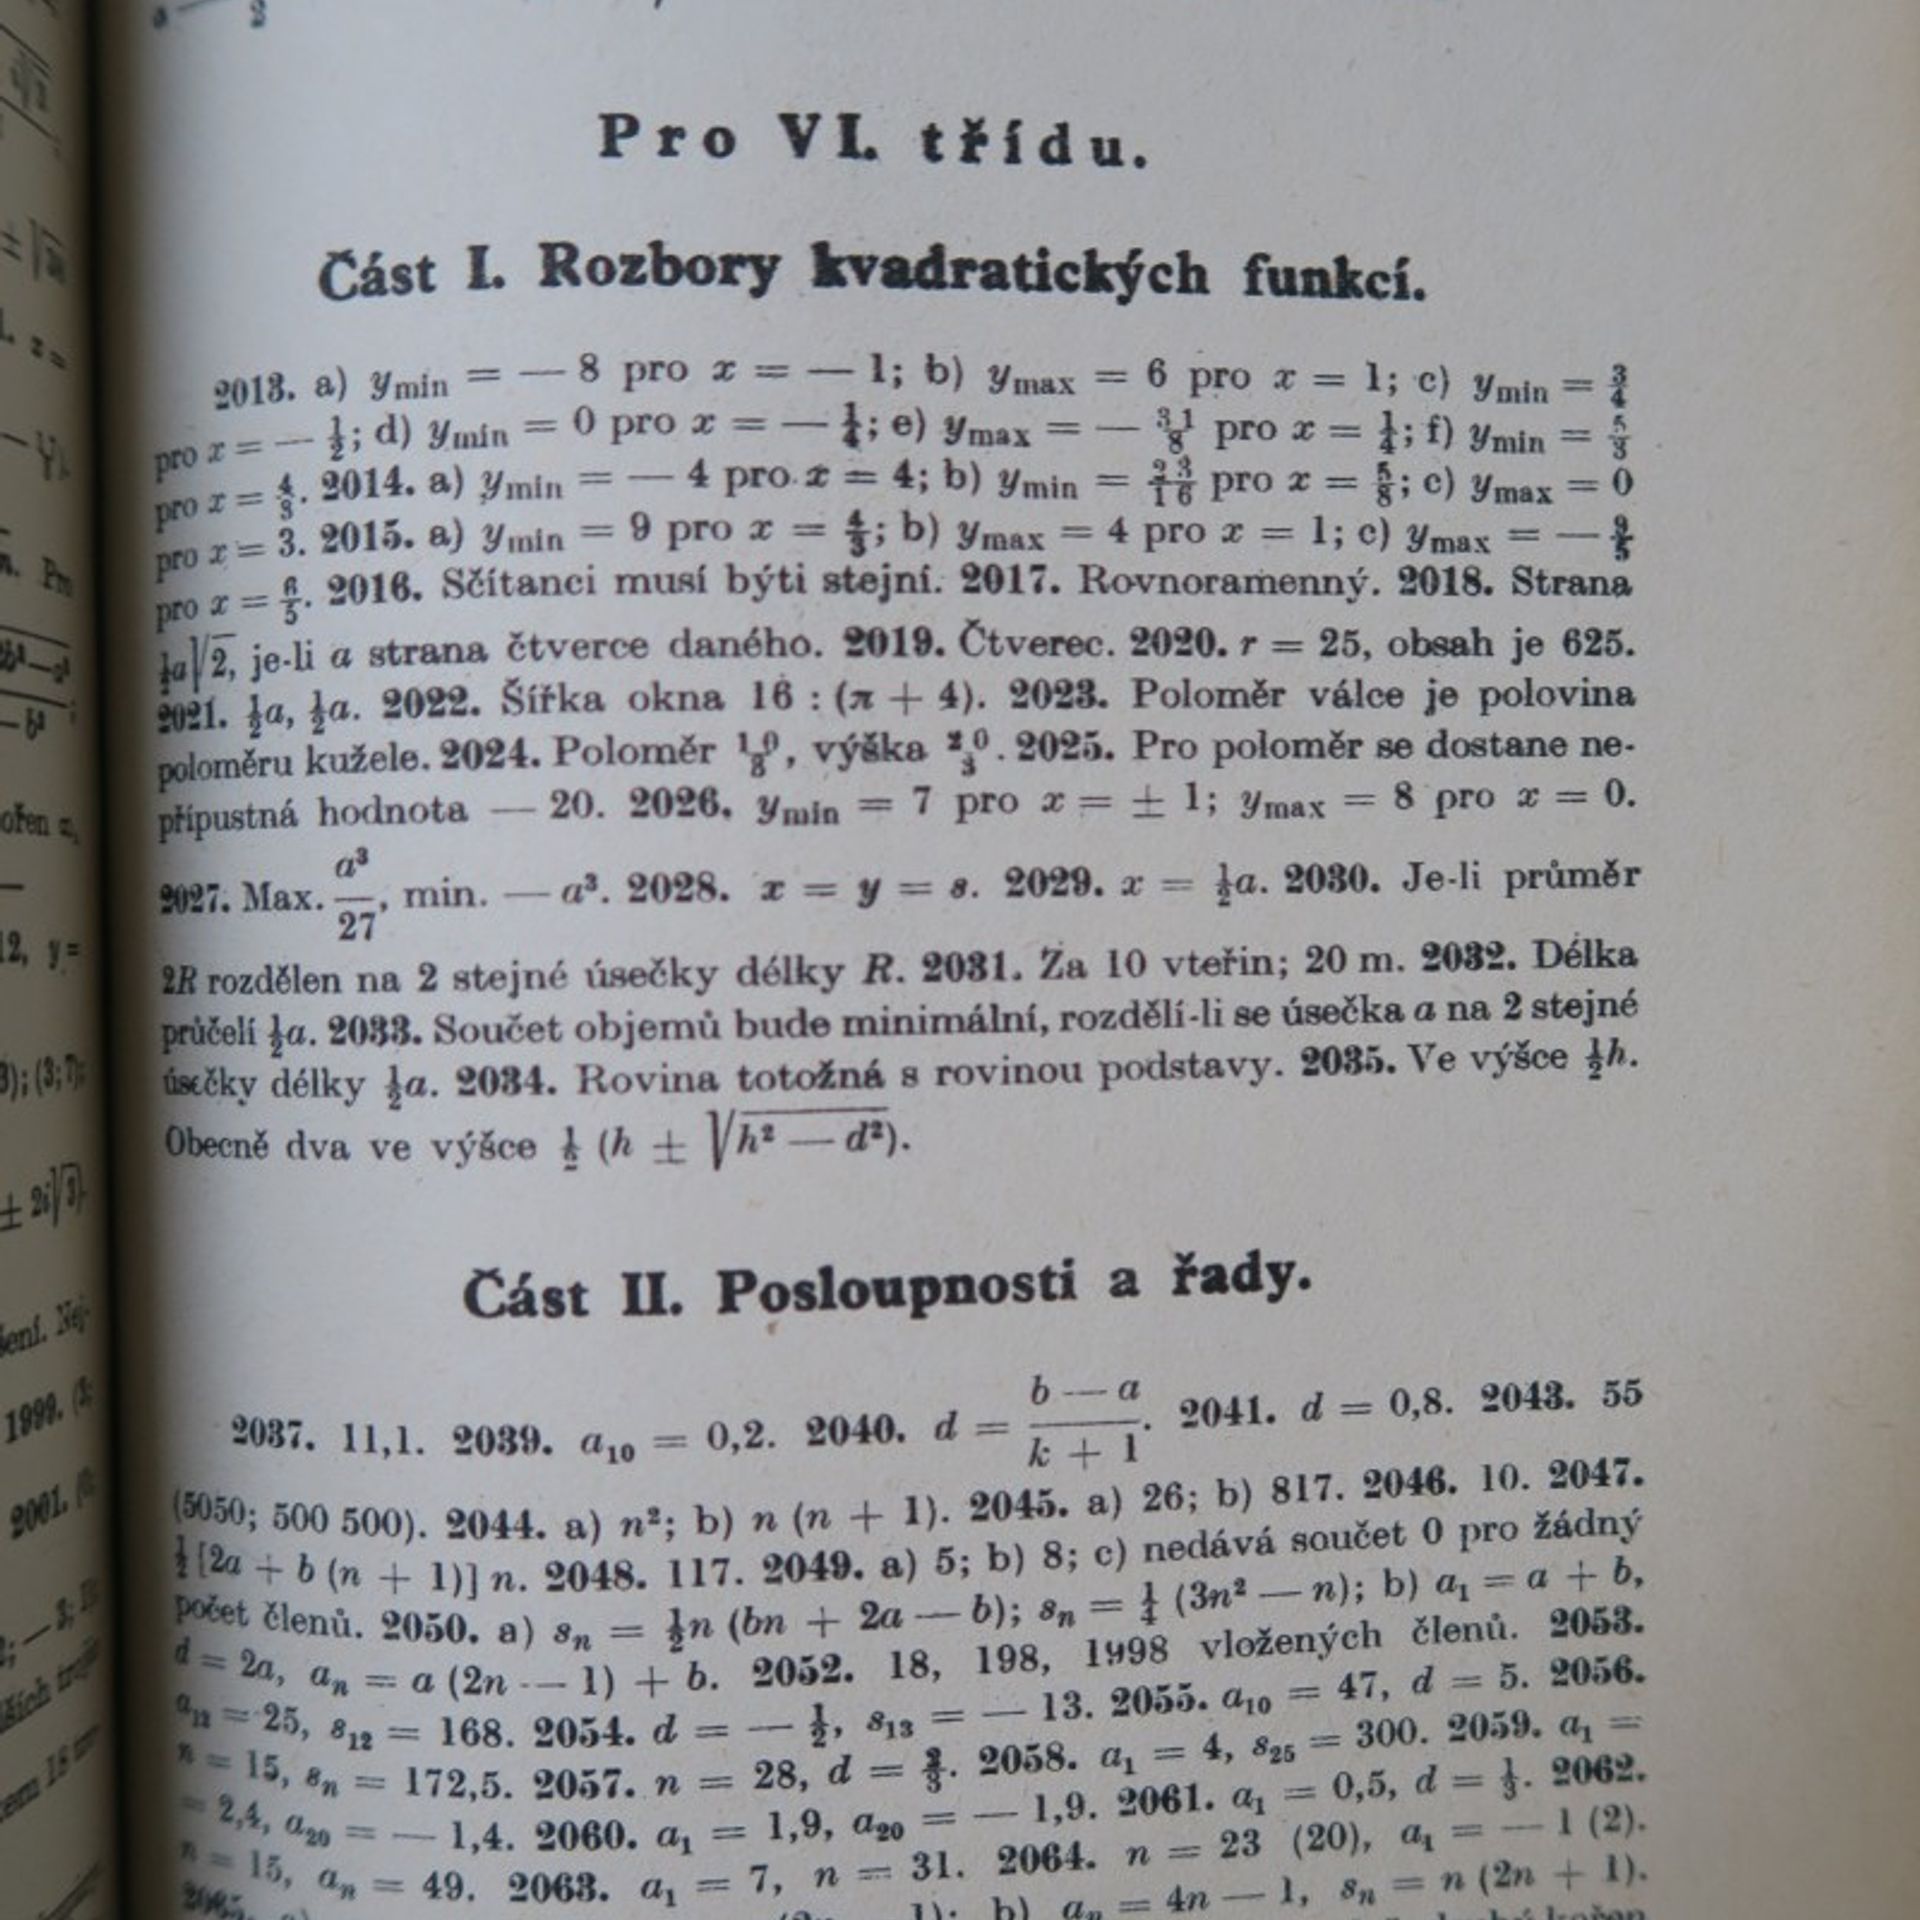 Pro VI. třídu.
Část I. Rozbory kvadratických funkcí.
2013. a) y_min = — 8 pro x = — 1; b) y_max = 6 pro x = 1; c) y_min = 3/4
pro x = — 1/2; d) y_min = 0 pro x = — 1/4; e) y_max = — 31/8 pro x = 1/4; f) y_min = 5/3
pro x = 4/3. 2014. a) y_min = — 4 pro x = 4; b) y_min = 23/16 pro x = 5/8; c) y_max = 0
pro x = 3. 2015. a) y_min = 9 pro x = 4/3; b) y_max = 4 pro x = 1; c) y_max = — 9/5
pro x = 6/5. 2016. Sčítanci musí býti stejní. 2017. Rovnoramenný. 2018. Strana
½a√2, je-li a strana čtverce daného. 2019. Čtverec. 2020. r = 25, obsah je 625.
2021. ½a, ½a. 2022. Šířka okna 16 : (π + 4). 2023. Poloměr válce je polovina
poloměru kužele. 2024. Poloměr 10/3, výška 20/3. 2025. Pro poloměr se dostane ne-
přípustná hodnota — 20. 2026. y_min = 7 pro x = ± 1; y_max = 8 pro x = 0.
2027. Max. a³/27, min. — a³. 2028. x = y = s. 2029. x = ½a. 2030. Je-li průměr
2R rozdělen na 2 stejné úsečky délky R. 2031. Za 10 vteřin; 20 m. 2032. Délka
průčelí ½a. 2033. Součet objemů bude minimální, rozdělí-li se úsečka a na 2 stejné
úsečky délky ½a. 2034. Rovina totožná s rovinou podstavy. 2035. Ve výšce ½h.
Obecně dva ve výšce ½ (h ± √(h² — d²)).
Část II. Posloupnosti a řady.
2037. 11,1. 2039. a₁₀ = 0,2. 2040. d = (b — a)/(k + 1). 2041. d = 0,8. 2043. 55
(5050; 500 500). 2044. a) n²; b) n (n + 1). 2045. a) 26; b) 817. 2046. 10. 2047.
½ [2a + b (n + 1)] n. 2048. 117. 2049. a) 5; b) 8; c) nedává součet 0 pro žádný
počet členů. 2050. a) sₙ = ½n (bn + 2a — b); sₙ = ¼ (3n² — n); b) a₁ = a + b,
d = 2a, aₙ = a (2n — 1) + b. 2052. 18, 198, 1998 vložených členů. 2053.
a₁₂ = 25, s₁₂ = 168. 2054. d = — ½, s₁₃ = — 13. 2055. a₁₀ = 47, d = 5. 2056.
n = 15, sₙ = 172,5. 2057. n = 28, d = 2/3. 2058. a₁ = 4, s₂₅ = 300. 2059. a₁ =
= 2,4, a₂₀ = — 1,4. 2060. a₁ = 1,9, a₂₀ = — 1,9. 2061. a₁ = 0,5, d = ⅓. 2062.
n = 15, aₙ = 49. 2063. a₁ = 7, n = 31. 2064. n = 23 (20), a₁ = — 1 (2).
b) aₙ = 4n — 1, sₙ = n (2n + 1).